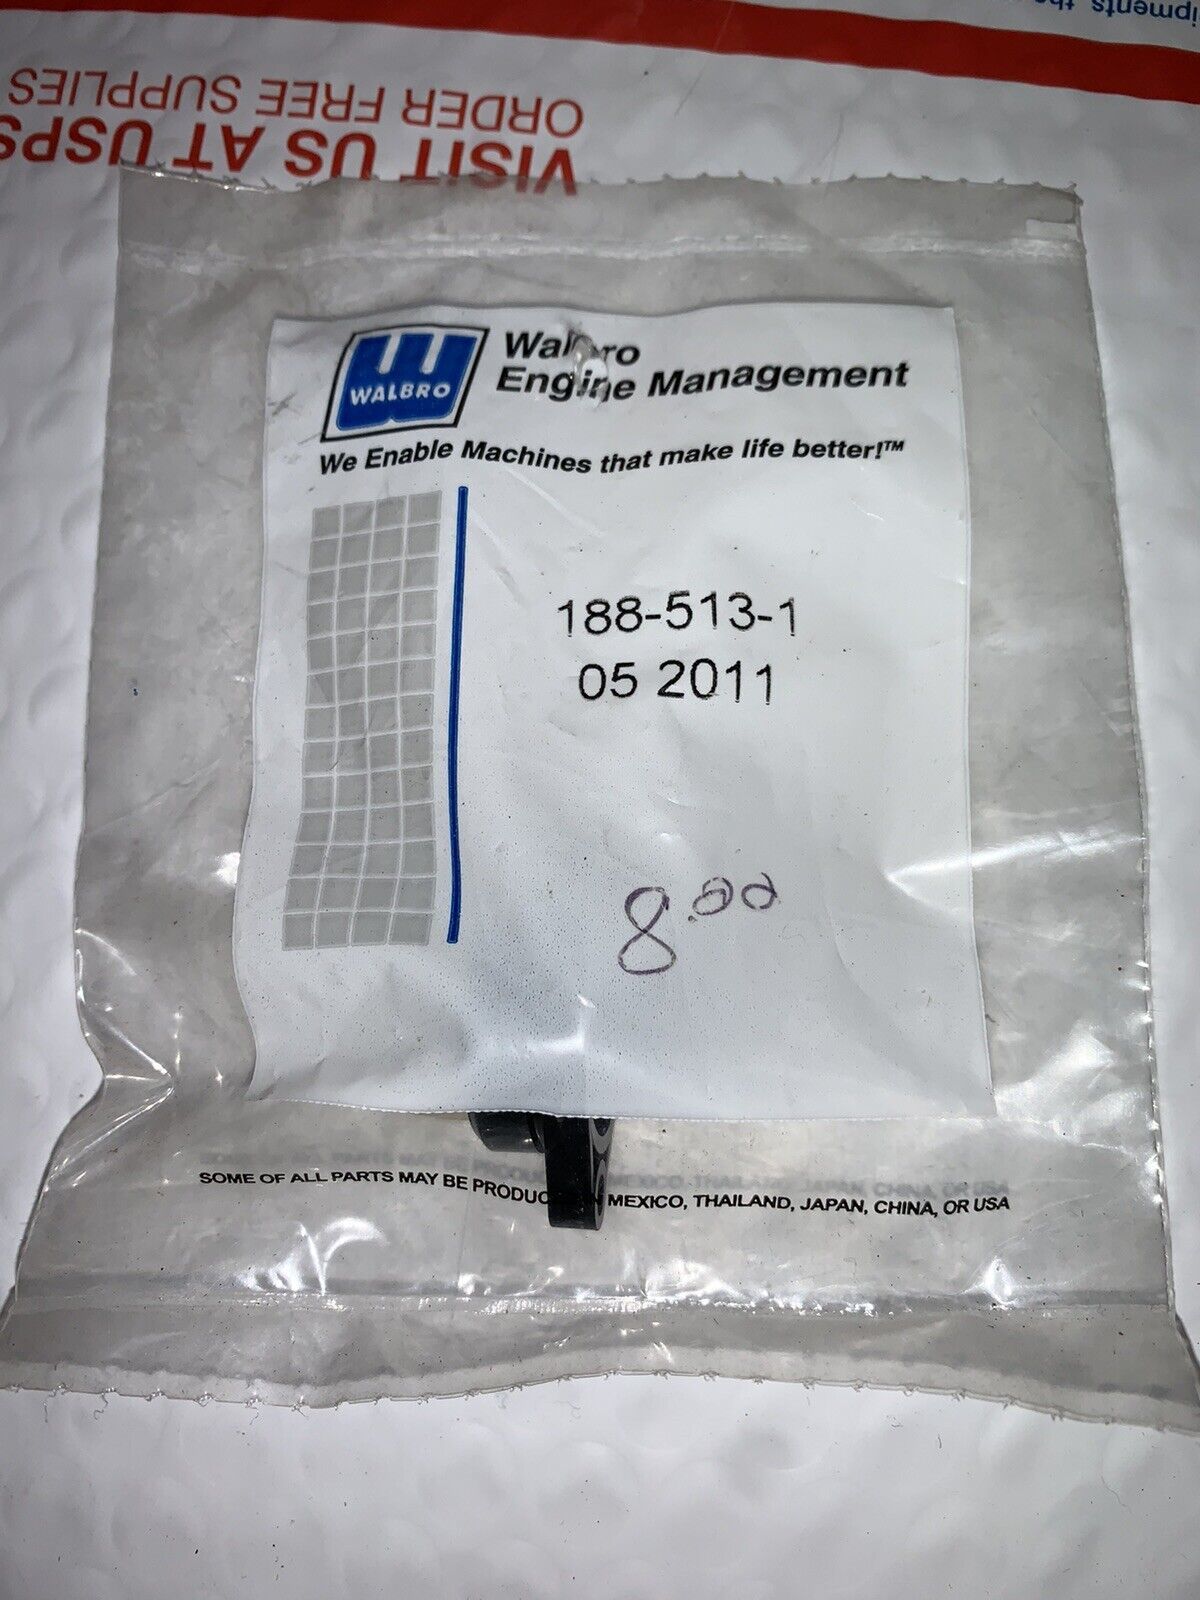 ipments the
VISIT US AT USPS
ORDER FREE SUPPLIES
WALBRO
Walbro
Engine Management
We Enable Machines that make life better!™
188-513-1
05 2011
8.00
SOME OF ALL PARTS MAY BE PRODUC N MEXICO, THAILAND, JAPAN, CHINA, OR USA